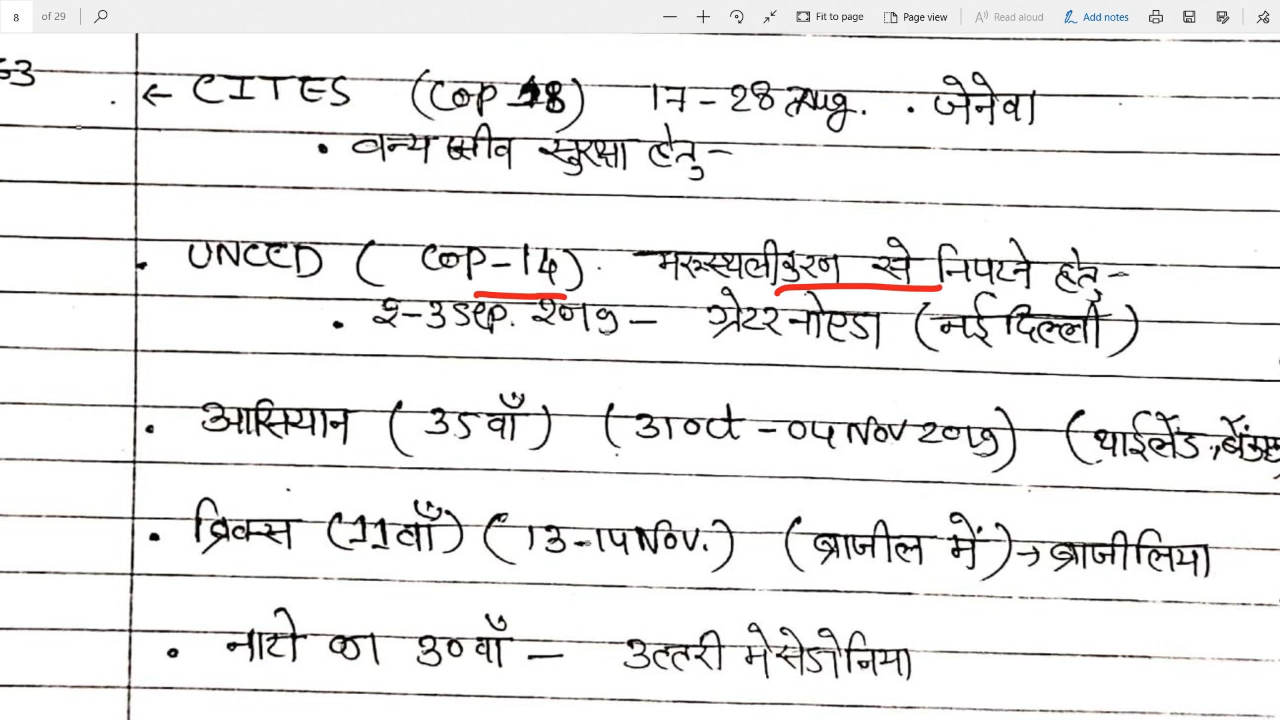 8 of 29 Fit to page Page view Read aloud Add notes
← CITES (COP 18) 17-28 Aug. • जेनेवा
• वन्य जीव सुरक्षा हेतु-
• UNCCD ( COP-14). मरुस्थलीकरण से निपटने हेतु-
• 2-3 Sep. 2019 - ग्रेटर नोएडा (नई दिल्ली)
• आसियान (35वाँ) (31 oct - 04 Nov 2019) (थाईलैंड,
• ब्रिक्स (11वाँ) (13-14 Nov.) (ब्राजील में) → ब्राजीलिया
• नाटो का 30वाँ - उत्तरी मेसेडोनिया